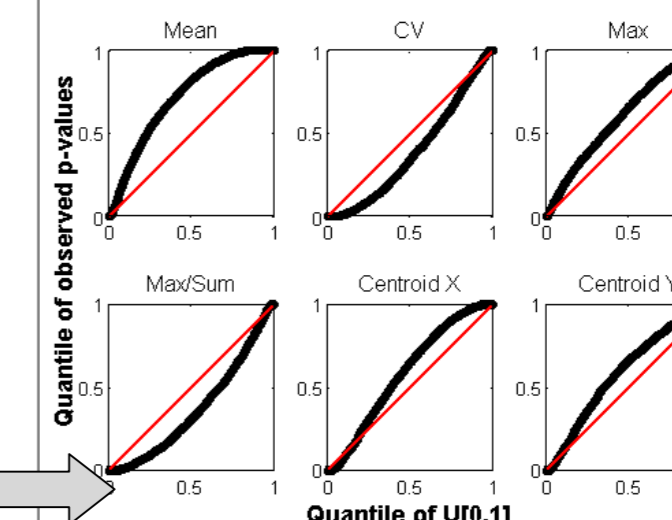 Mean CV Max
1 1 1
0.5 0.5 0.5
0 0 0
0 0.5 1 0 0.5 1 0 0.5
Quantile of observed p-values
Max/Sum Centroid X Centroid Y
1 1 1
0.5 0.5 0.5
0 0 0
0.5 1 0 0.5 1 0 0.5
Quantile of U[0,1]